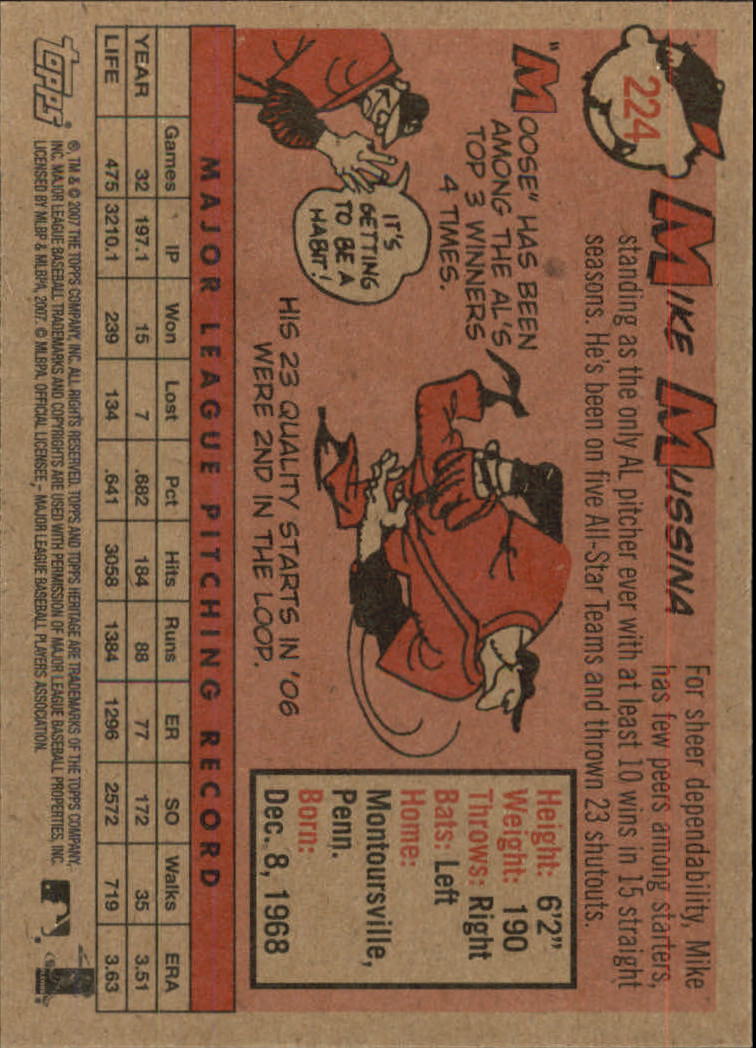 224
MIKE MUSSINA
For sheer dependability, Mike
has few peers among starters,
standing as the only AL pitcher ever with at least 10 wins in 15 straight
seasons. He's been on five All-Star Teams and thrown 23 shutouts.
"MOOSE" HAS BEEN
AMONG THE AL'S
TOP 3 WINNERS
4 TIMES.
IT'S
GETTING
TO BE A
HABIT!
HIS 23 QUALITY STARTS IN '06
WERE 2ND IN THE LOOP.
Height: 6'2"
Weight: 190
Throws: Right
Bats: Left
Home:
Montoursville,
Penn.
Born:
Dec. 8, 1968
MAJOR LEAGUE PITCHING RECORD
Games IP Won Lost Pct Hits Runs ER SO Walks ERA
YEAR 32 197.1 15 7 .682 184 88 77 172 35 3.51
LIFE 475 3210.1 239 134 .641 3058 1384 1296 2572 719 3.63
topps®
®, TM & © 2007 THE TOPPS COMPANY, INC. ALL RIGHTS RESERVED. TOPPS AND TOPPS HERITAGE ARE TRADEMARKS OF THE TOPPS COMPANY,
INC. MAJOR LEAGUE BASEBALL TRADEMARKS AND COPYRIGHTS ARE USED WITH PERMISSION OF MAJOR LEAGUE BASEBALL PROPERTIES, INC.
LICENSED BY MLBP & MLBPA, 2007. © MLBPA. OFFICIAL LICENSEE – MAJOR LEAGUE BASEBALL PLAYERS ASSOCIATION.